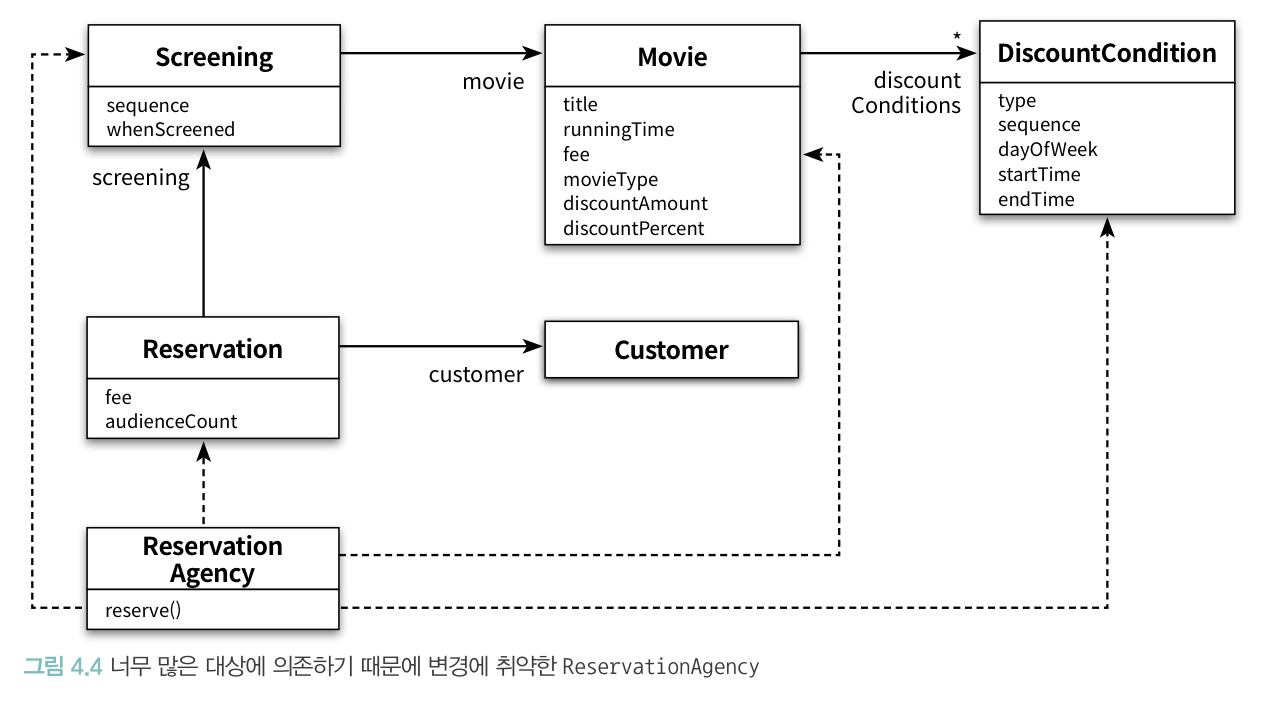 Screening
sequence
whenScreened
movie
Movie
title
runningTime
fee
movieType
discountAmount
discountPercent
*
discount
Conditions
DiscountCondition
type
sequence
dayOfWeek
startTime
endTime
screening
Reservation
fee
audienceCount
customer
Customer
Reservation
Agency
reserve()
그림 4.4 너무 많은 대상에 의존하기 때문에 변경에 취약한 ReservationAgency